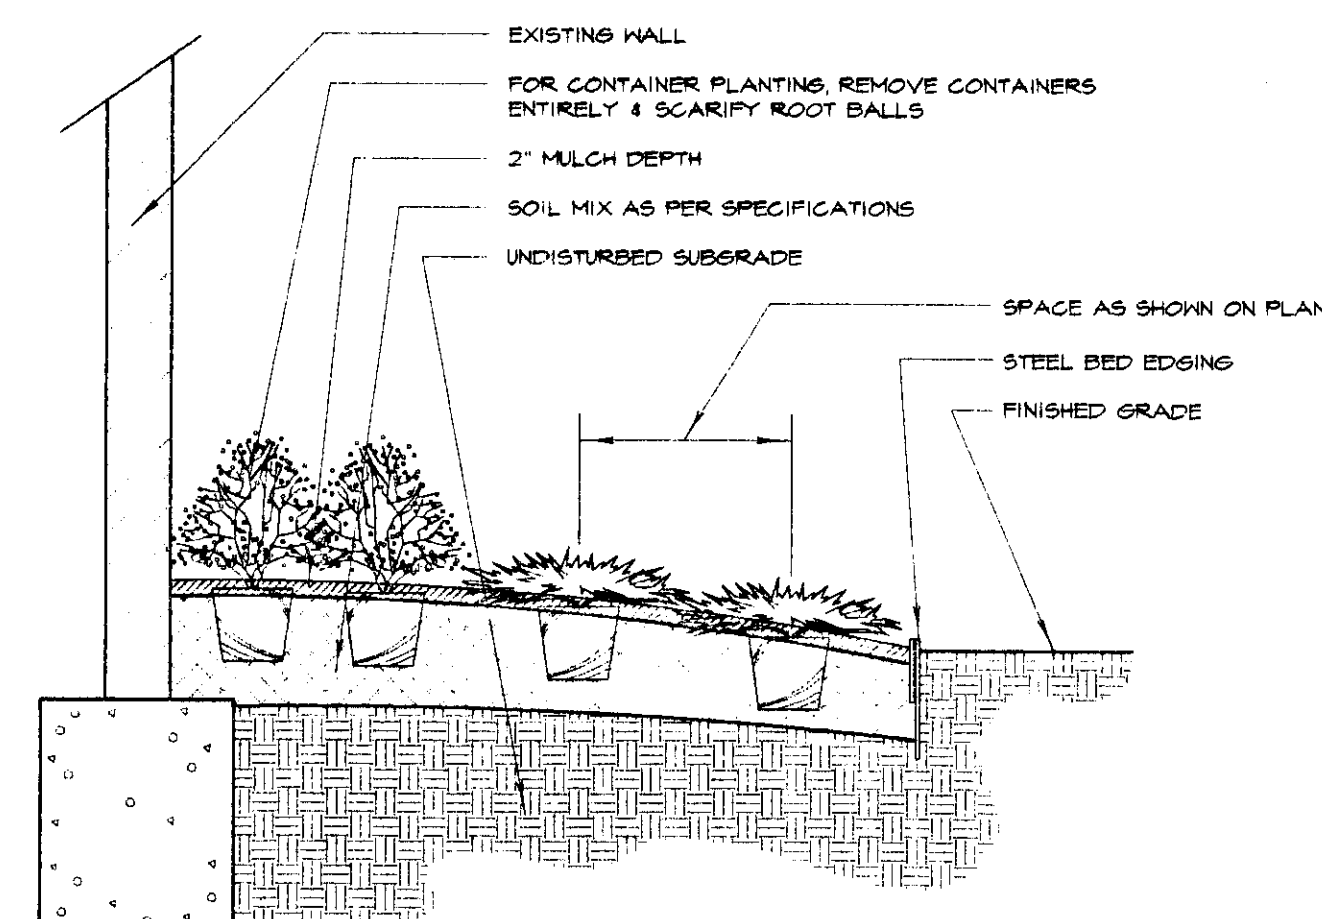 EXISTING WALL
FOR CONTAINER PLANTING, REMOVE CONTAINERS
ENTIRELY & SCARIFY ROOT BALLS
2" MULCH DEPTH
SOIL MIX AS PER SPECIFICATIONS
UNDISTURBED SUBGRADE
SPACE AS SHOWN ON PLAN
STEEL BED EDGING
FINISHED GRADE